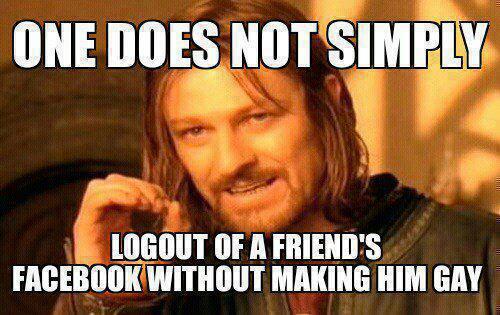 ONE DOES NOT SIMPLY
LOGOUT OF A FRIEND'S
FACEBOOK WITHOUT MAKING HIM GAY